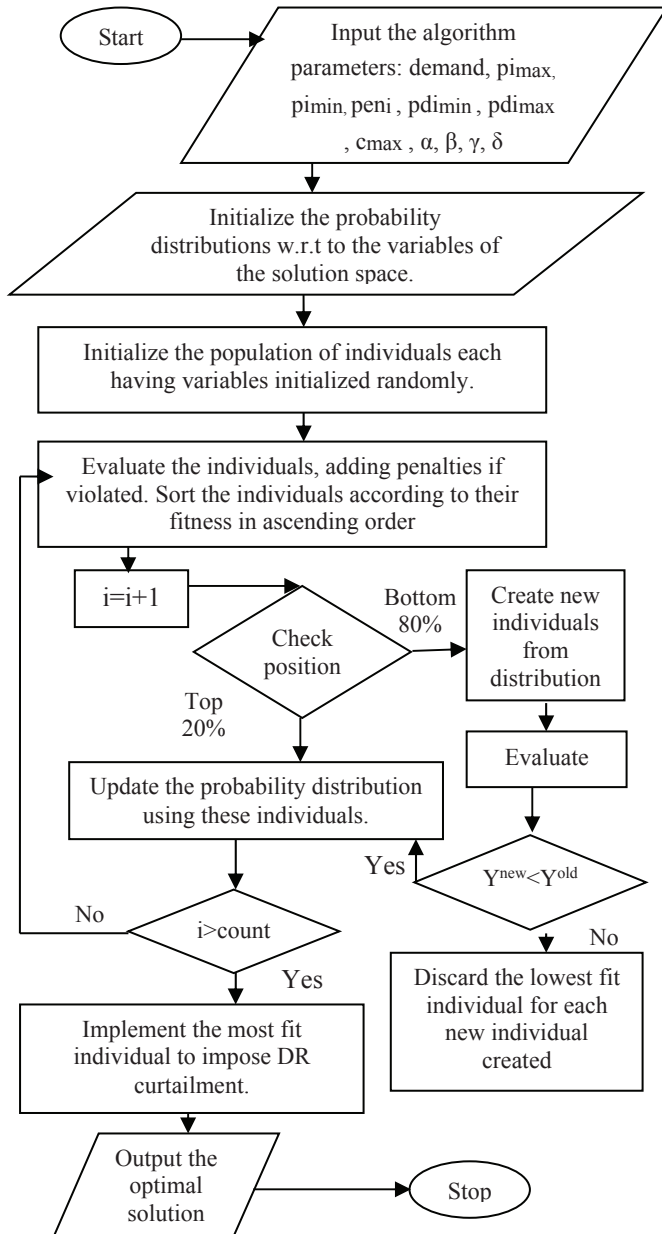 Start
Input the algorithm
parameters: demand, pimax,
pimin, peni , pdimin , pdimax
, cmax , α, β, γ, δ
Initialize the probability
distributions w.r.t to the variables of
the solution space.
Initialize the population of individuals each
having variables initialized randomly.
Evaluate the individuals, adding penalties if
violated. Sort the individuals according to their
fitness in ascending order
i=i+1
Check
position
Bottom
80%
Create new
individuals
from
distribution
Top
20%
Evaluate
Update the probability distribution
using these individuals.
Yes
Ynew<Yold
No
i>count
No
Yes
Discard the lowest fit
individual for each
new individual
created
Implement the most fit
individual to impose DR
curtailment.
Output the
optimal
solution
Stop